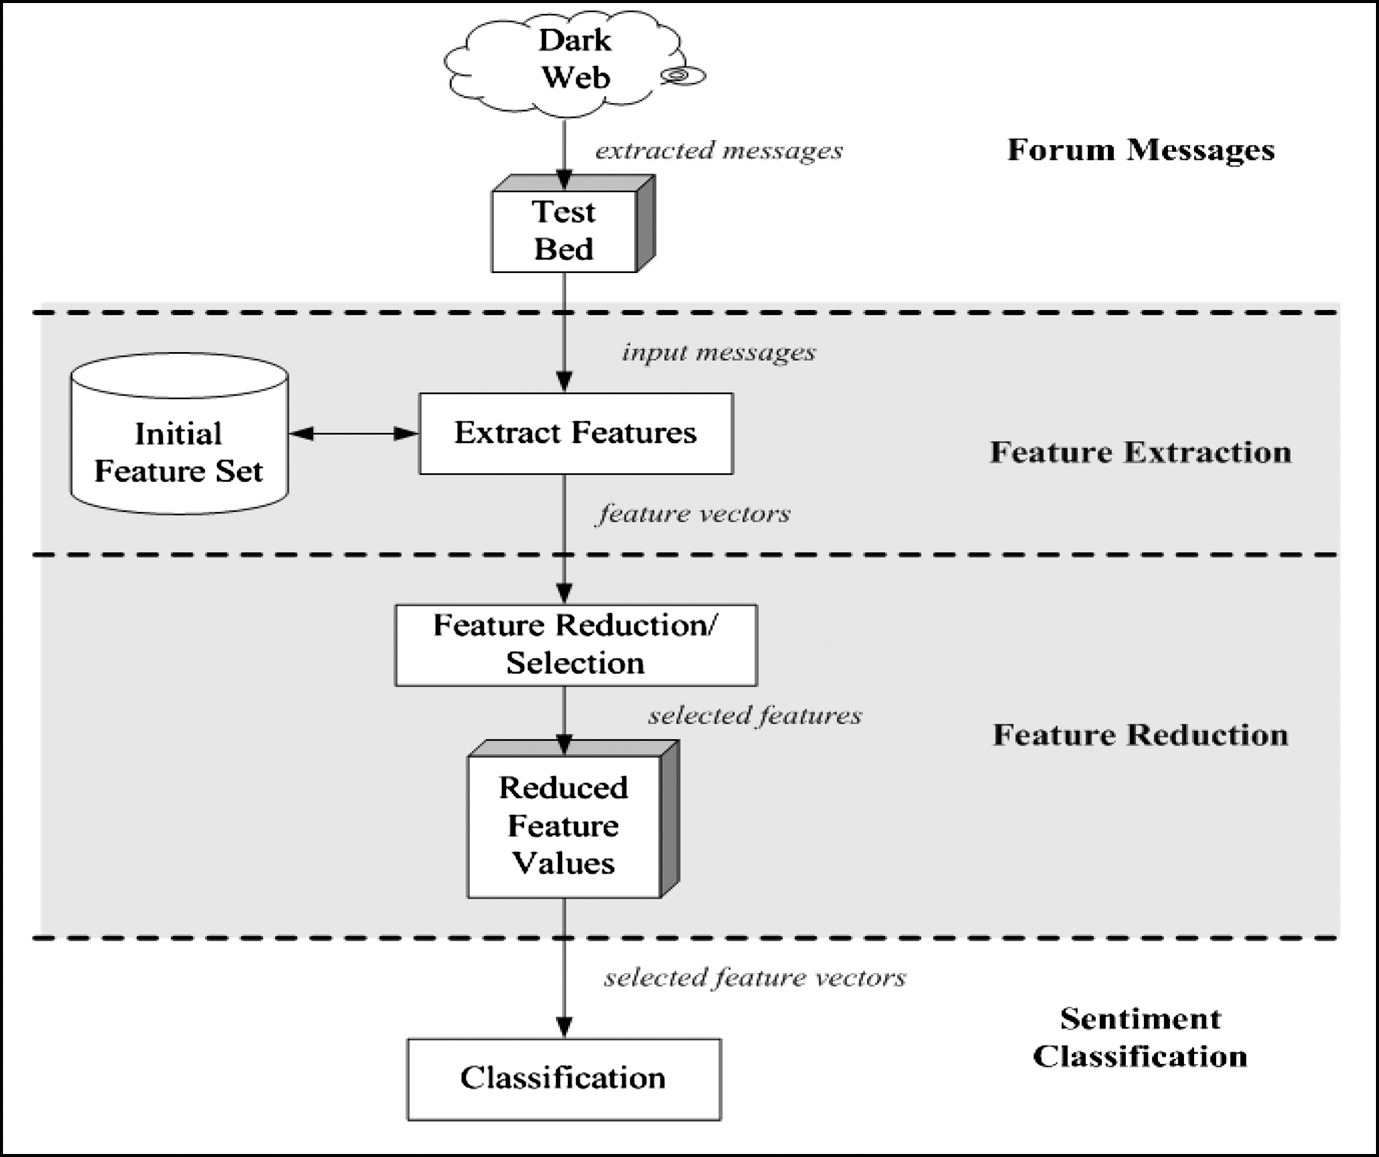 Dark
Web
extracted messages
Forum Messages
Test
Bed
input messages
Initial
Feature Set
Extract Features
Feature Extraction
feature vectors
Feature Reduction/
Selection
selected features
Feature Reduction
Reduced
Feature
Values
selected feature vectors
Sentiment
Classification
Classification